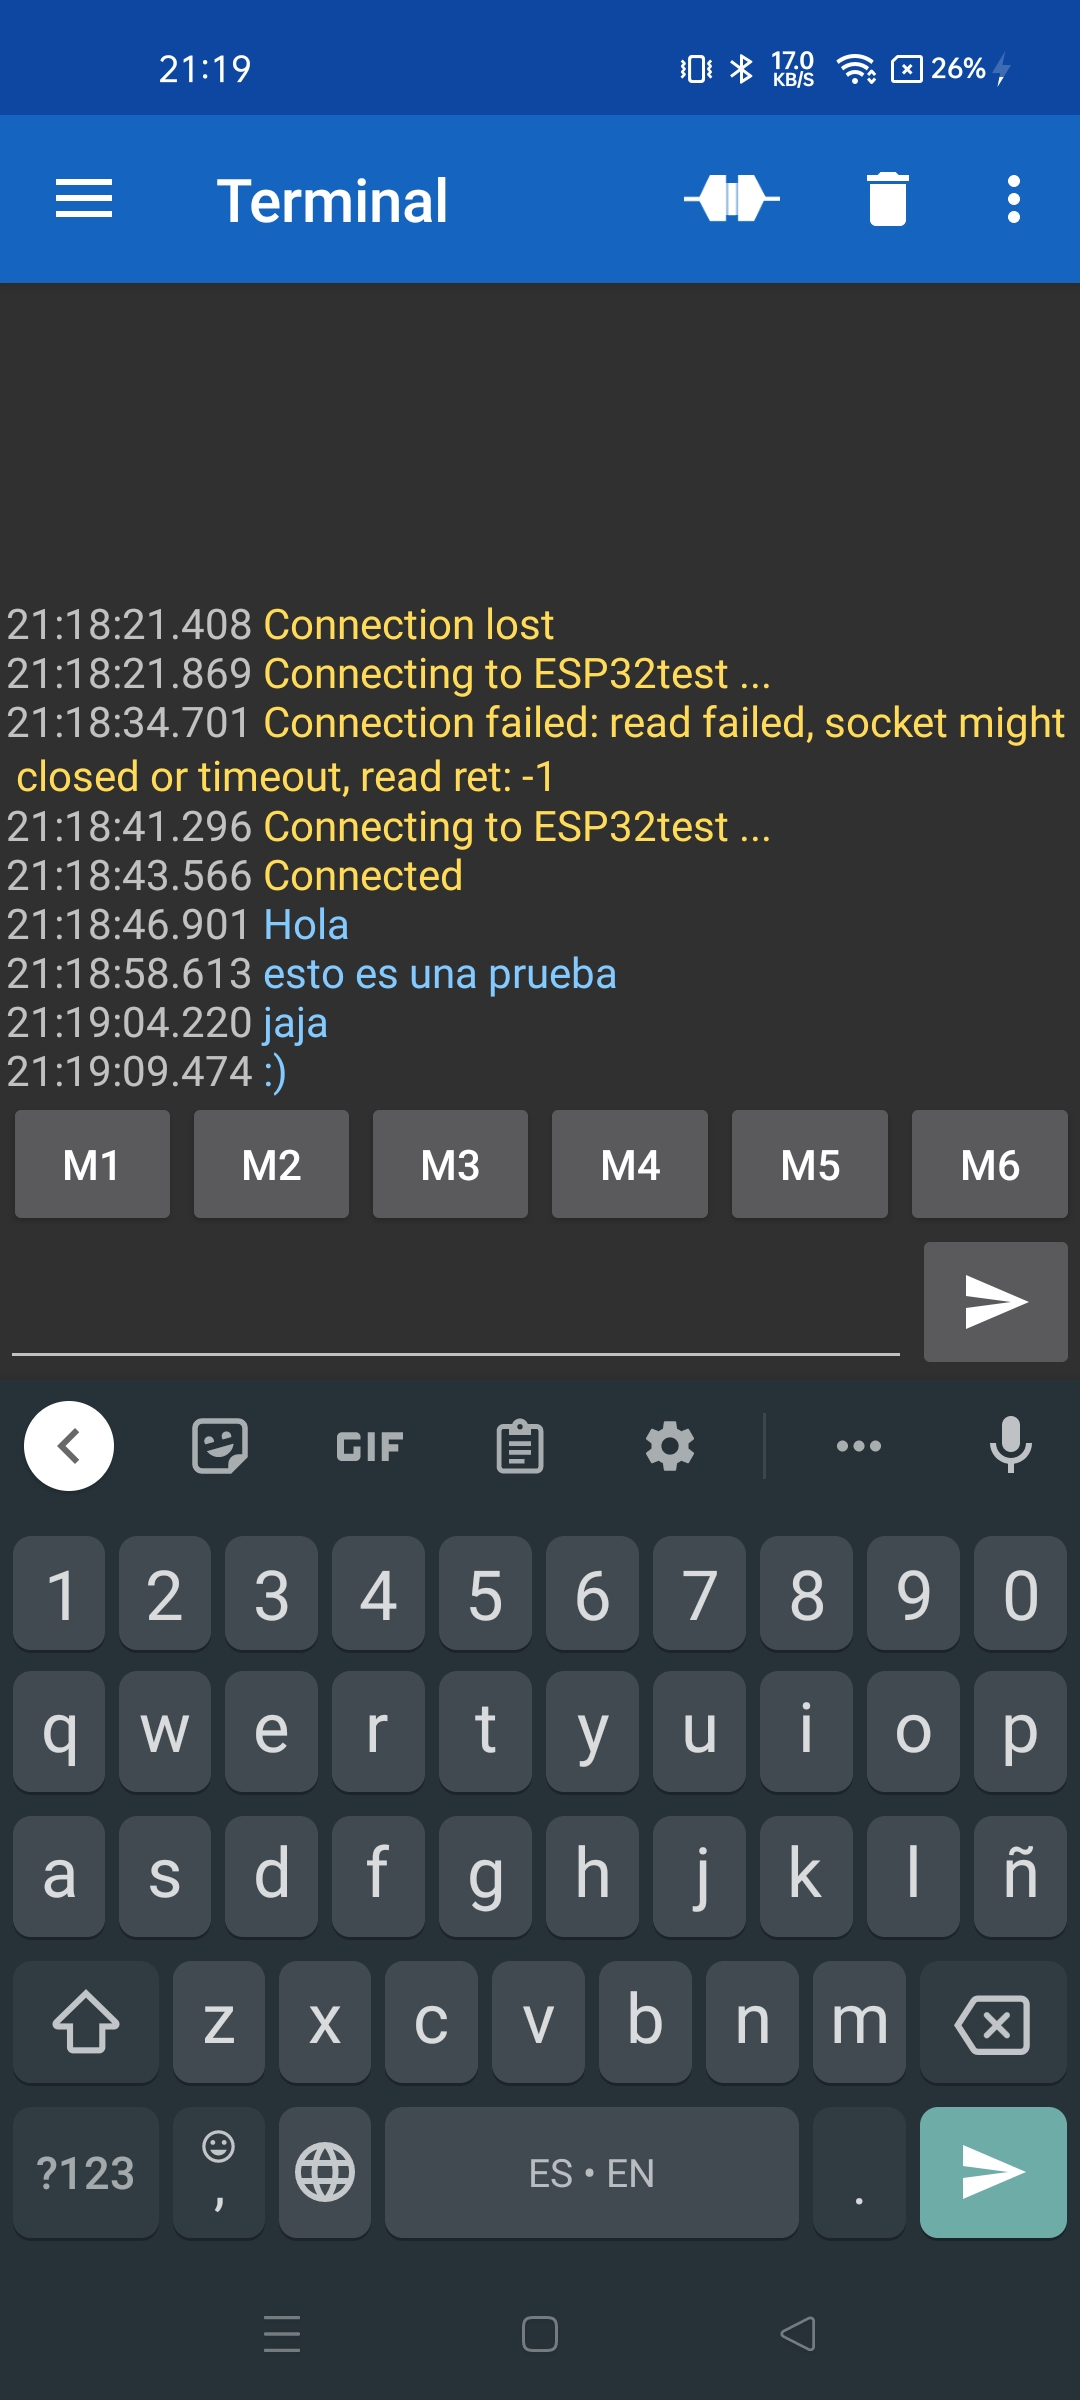 21:19
17.0
KB/S
26%
Terminal
21:18:21.408 Connection lost
21:18:21.869 Connecting to ESP32test ...
21:18:34.701 Connection failed: read failed, socket might
closed or timeout, read ret: -1
21:18:41.296 Connecting to ESP32test ...
21:18:43.566 Connected
21:18:46.901 Hola
21:18:58.613 esto es una prueba
21:19:04.220 jaja
21:19:09.474 :)
M1 M2 M3 M4 M5 M6
GIF
1 2 3 4 5 6 7 8 9 0
q w e r t y u i o p
a s d f g h j k l ñ
z x c v b n m
?123 , ES • EN .